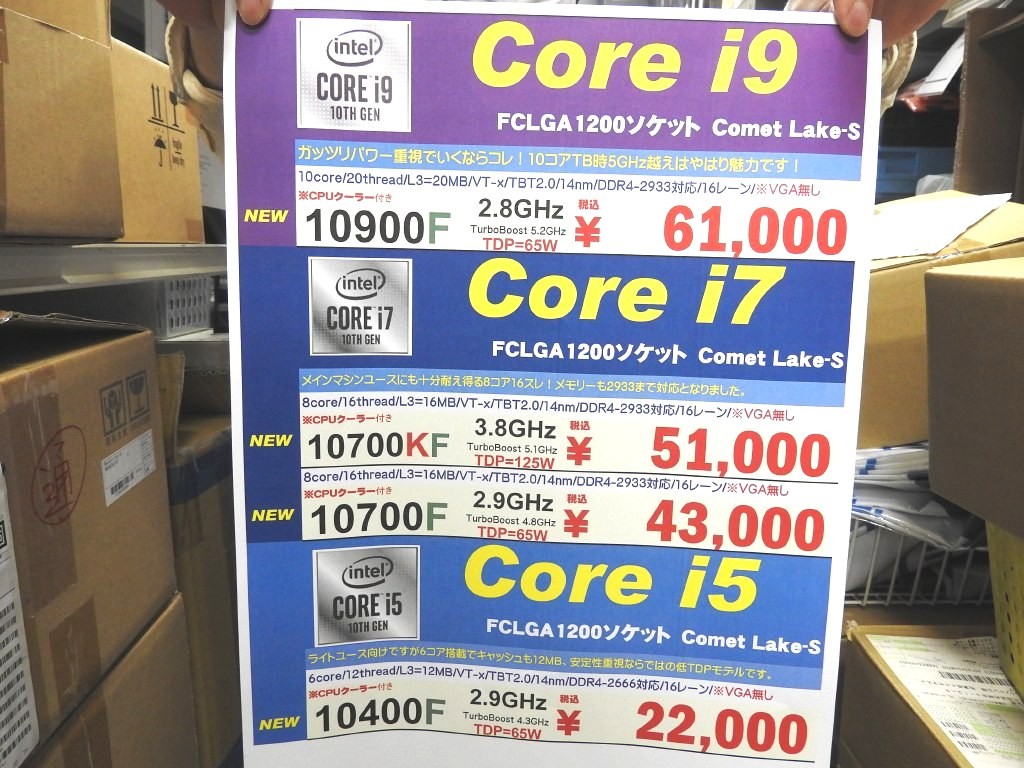 intel
CORE i9
10TH GEN
Core i9
FCLGA1200ソケット Comet Lake-S
ガッツリパワー重視でいくならコレ！10コアTB時5GHz越えはやはり魅力です！
10core/20thread/L3=20MB/VT-x/TBT2.0/14nm/DDR4-2933対応/16レーン/※VGA無し
※CPUクーラー付き
NEW
10900F
2.8GHz
TurboBoost 5.2GHz
TDP=65W
税込
¥
61,000
intel
CORE i7
10TH GEN
Core i7
FCLGA1200ソケット Comet Lake-S
メインマシンユースにも十分耐え得る8コア16スレ！メモリーも2933まで対応となりました。
8core/16thread/L3=16MB/VT-x/TBT2.0/14nm/DDR4-2933対応/16レーン/※VGA無し
※CPUクーラー付き
NEW
10700KF
3.8GHz
TurboBoost 5.1GHz
TDP=125W
税込
¥
51,000
8core/16thread/L3=16MB/VT-x/TBT2.0/14nm/DDR4-2933対応/16レーン/※VGA無し
※CPUクーラー付き
NEW
10700F
2.9GHz
TurboBoost 4.8GHz
TDP=65W
税込
¥
43,000
intel
CORE i5
10TH GEN
Core i5
FCLGA1200ソケット Comet Lake-S
ライトユース向けですが6コア搭載でキャッシュも12MB、安定性重視ならではの低TDPモデルです。
6core/12thread/L3=12MB/VT-x/TBT2.0/14nm/DDR4-2666対応/16レーン/※VGA無し
※CPUクーラー付き
NEW
10400F
2.9GHz
TurboBoost 4.3GHz
TDP=65W
税込
¥
22,000